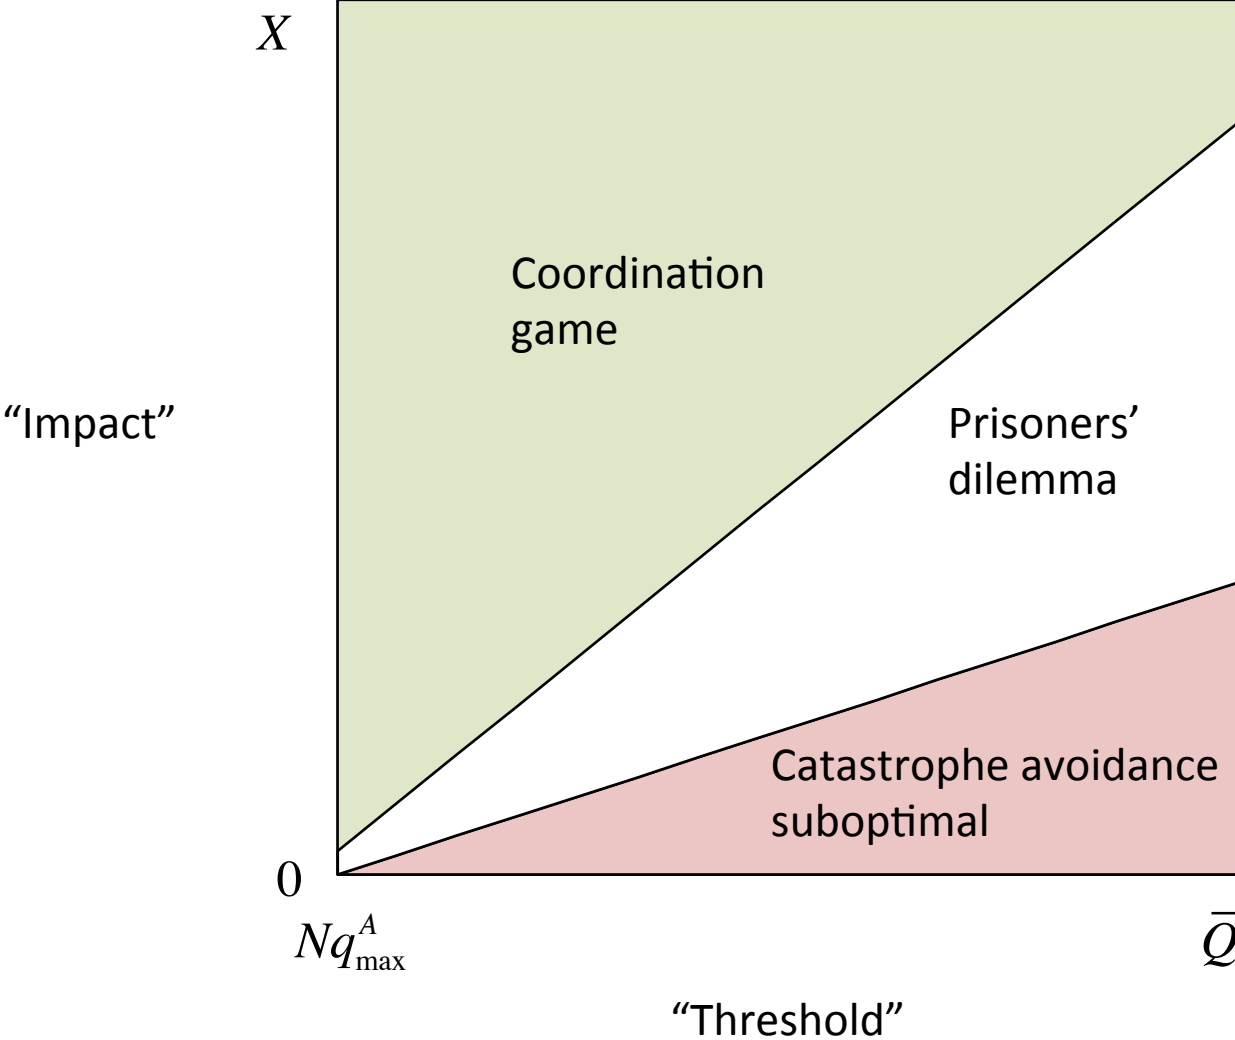 X
Coordination
game
“Impact”
Prisoners’
dilemma
Catastrophe avoidance
suboptimal
0
Nq^A_max
Q̅
“Threshold”